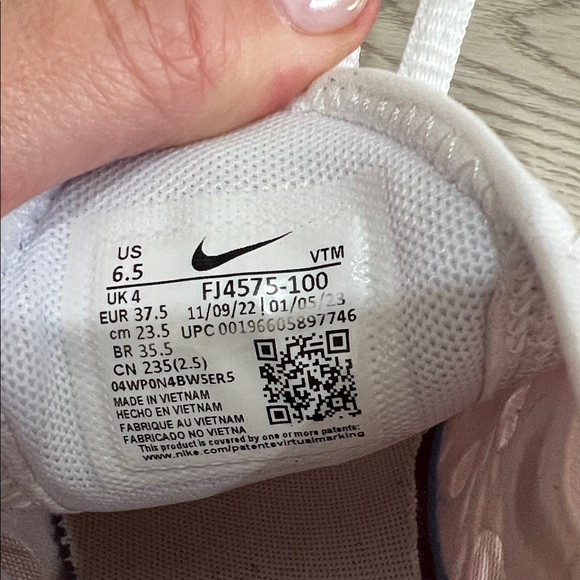 US
6.5
VTM
UK 4
FJ4575-100
EUR 37.5
11/09/22 | 01/05/23
cm 23.5
UPC 00196605897746
BR 35.5
CN 235(2.5)
04WP0N4BW5ER5
MADE IN VIETNAM
HECHO EN VIETNAM
FABRIQUE AU VIETNAM
FABRICADO NO VIETNA
This product is covered by one or more patents:
www.nike.com/patentsvirtualmarking